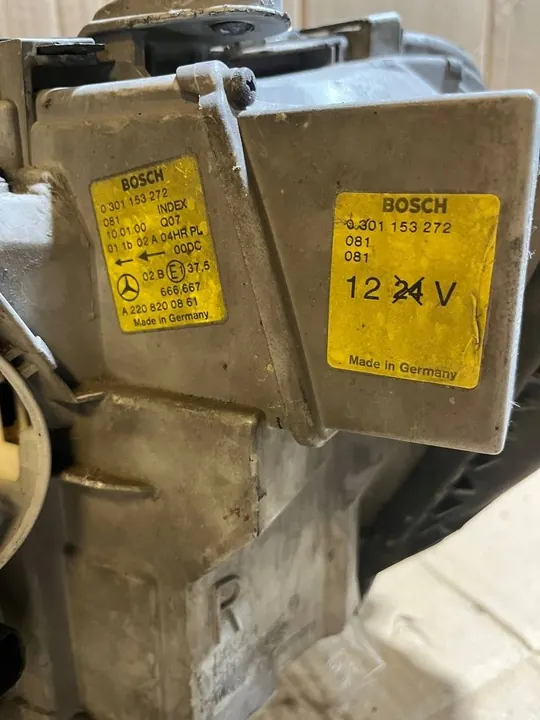 BOSCH
0 301 153 272
081 INDEX
10.01.00 Q07
01 1b 02 A 04HR PL
00DC
02 B E1 37,5
666,667
A 220 820 08 61
Made in Germany
BOSCH
0 301 153 272
081
081
12 24 V
Made in Germany
R